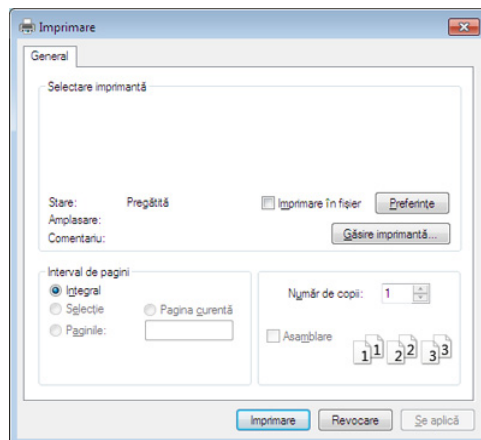 Imprimare
General
Selectare imprimantă
Stare: Pregătită
Imprimare în fișier Preferințe
Amplasare:
Comentariu:
Găsire imprimantă...
Interval de pagini
Integral
Selecție Pagina curentă
Paginile:
Număr de copii: 1
Asamblare
1 1 2 2 3 3
Imprimare Revocare Se aplică